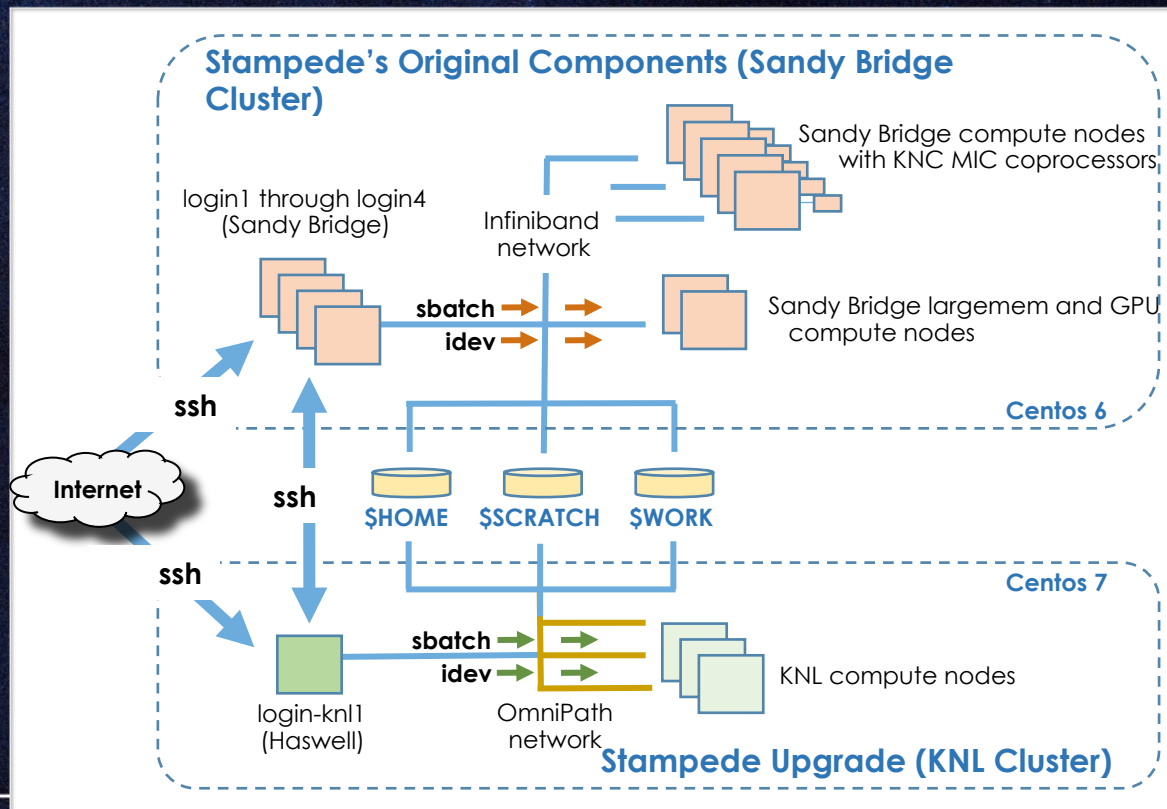 Stampede's Original Components (Sandy Bridge
Cluster)
Sandy Bridge compute nodes
with KNC MIC coprocessors
login1 through login4
(Sandy Bridge)
Infiniband
network
sbatch
idev
Sandy Bridge largemem and GPU
compute nodes
ssh
Centos 6
Internet
ssh
$HOME
$SCRATCH
$WORK
ssh
Centos 7
sbatch
idev
KNL compute nodes
login-knl1
(Haswell)
OmniPath
network
Stampede Upgrade (KNL Cluster)